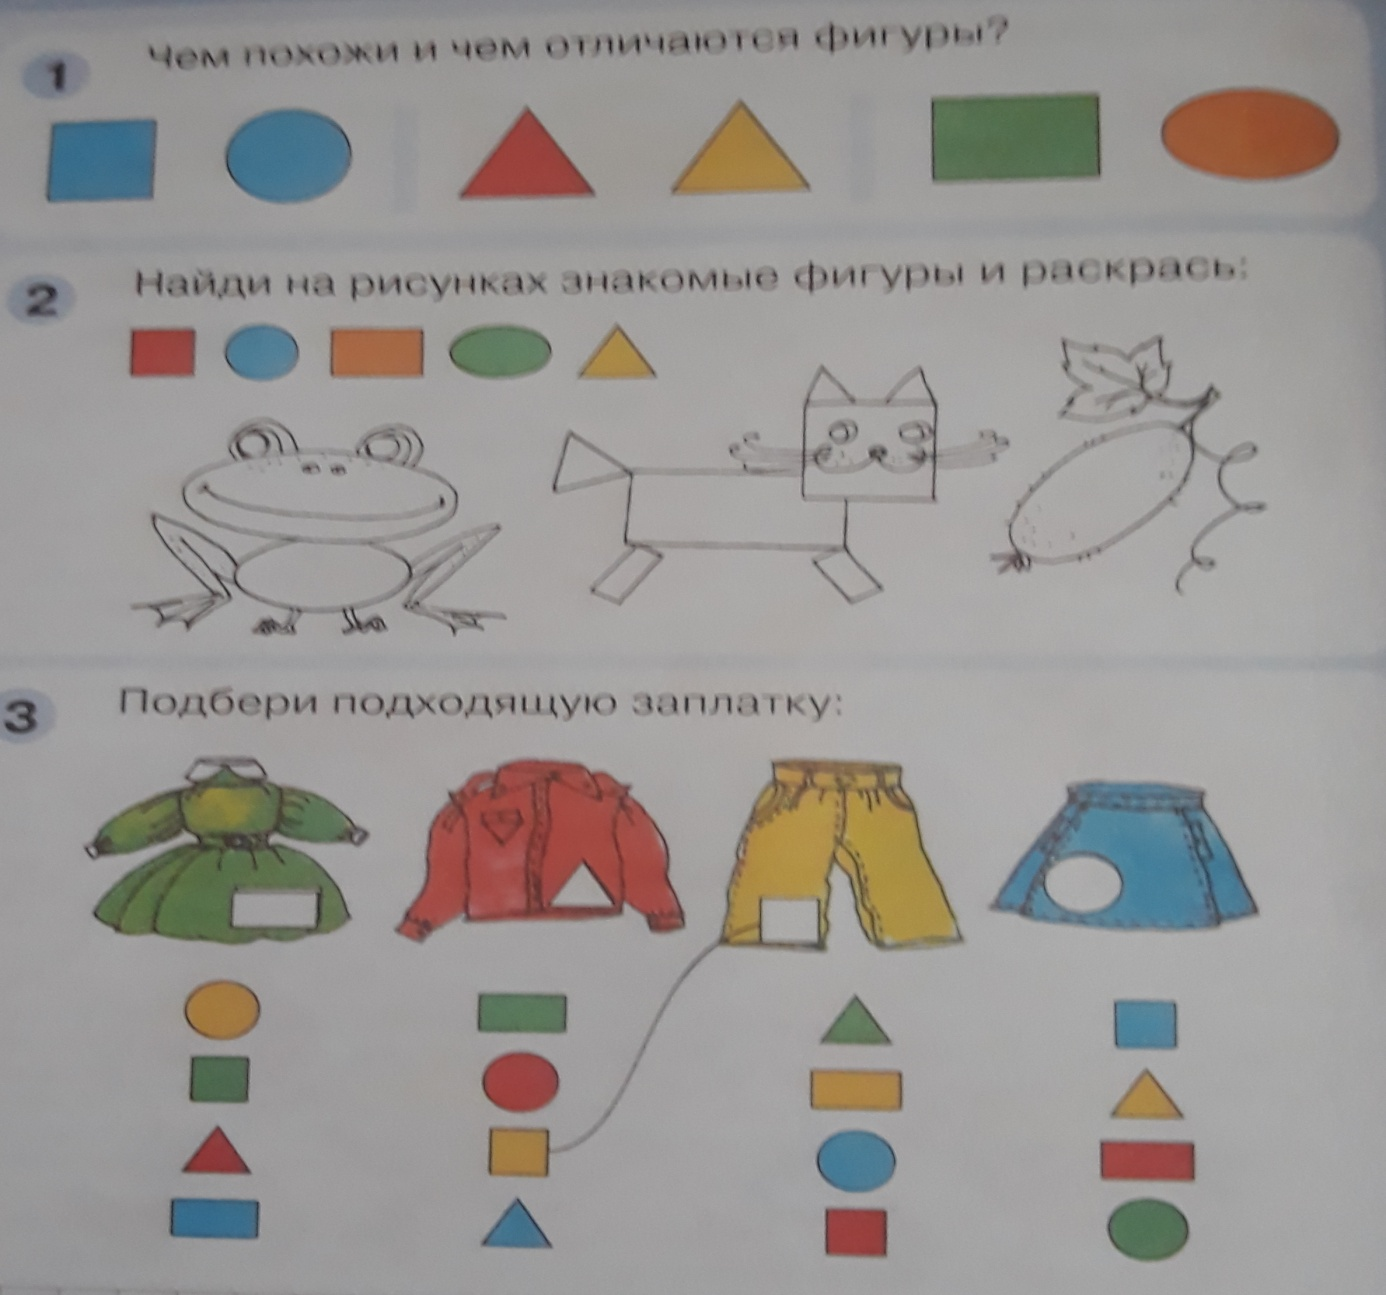 1 Чем похожи и чем отличаются фигуры?
2 Найди на рисунках знакомые фигуры и раскрась:
3 Подбери подходящую заплатку: